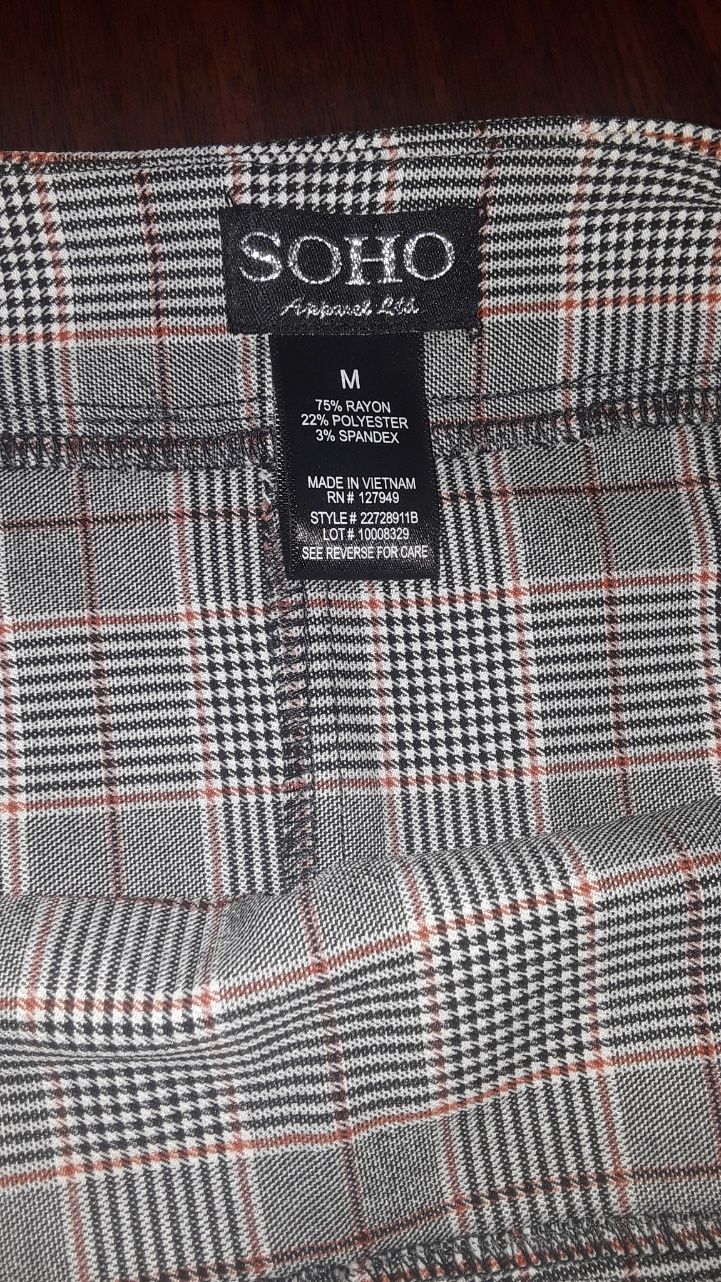 SOHO
Apparel Ltd.
M
75% RAYON
22% POLYESTER
3% SPANDEX
MADE IN VIETNAM
RN# 127949
STYLE# 22728911B
LOT# 10008329
SEE REVERSE FOR CARE